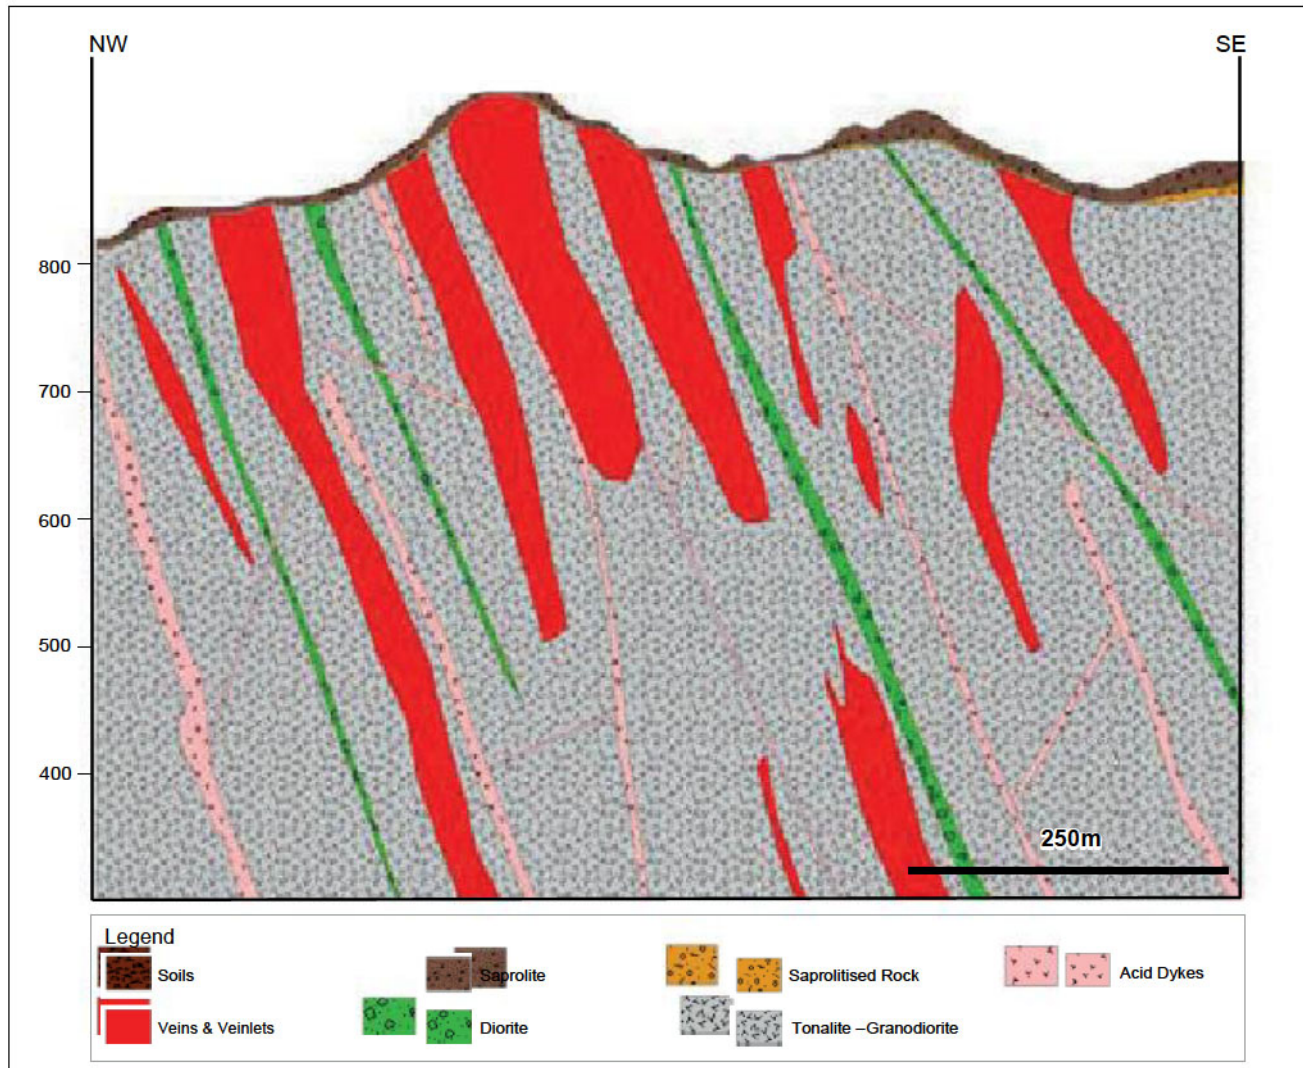 NW SE
800
700
600
500
400
250m
Legend
Soils Saprolite Saprolitised Rock Acid Dykes
Veins & Veinlets Diorite Tonalite –Granodiorite